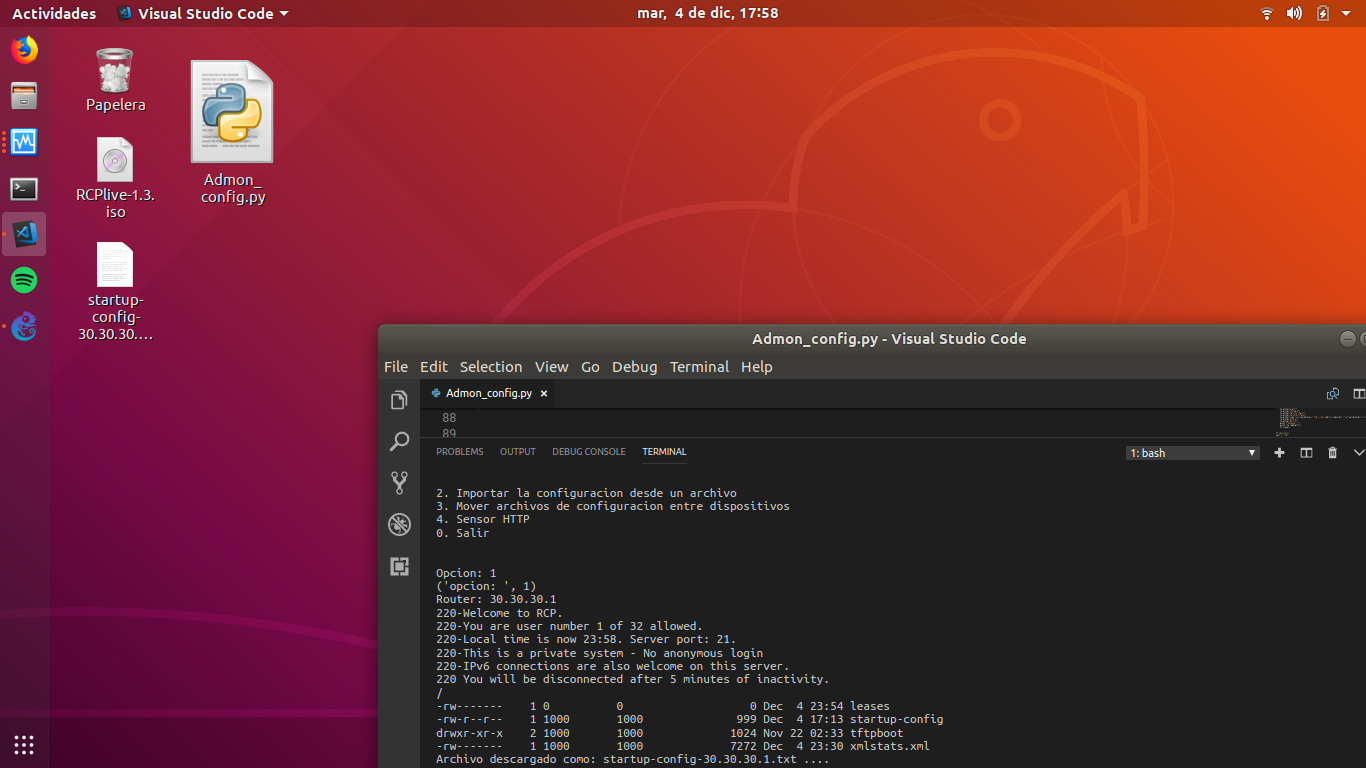 Actividades
Visual Studio Code
mar, 4 de dic, 17:58
Papelera
RCPlive-1.3.
iso
startup-
config-
30.30.30....
Admon_
config.py
Admon_config.py - Visual Studio Code
File Edit Selection View Go Debug Terminal Help
Admon_config.py
88
89
PROBLEMS OUTPUT DEBUG CONSOLE TERMINAL
1: bash
2. Importar la configuracion desde un archivo
3. Mover archivos de configuracion entre dispositivos
4. Sensor HTTP
0. Salir
Opcion: 1
('opcion: ', 1)
Router: 30.30.30.1
220-Welcome to RCP.
220-You are user number 1 of 32 allowed.
220-Local time is now 23:58. Server port: 21.
220-This is a private system - No anonymous login
220-IPv6 connections are also welcome on this server.
220 You will be disconnected after 5 minutes of inactivity.
/
-rw------- 1 0 0 0 Dec 4 23:54 leases
-rw-r--r-- 1 1000 1000 999 Dec 4 17:13 startup-config
drwxr-xr-x 2 1000 1000 1024 Nov 22 02:33 tftpboot
-rw------- 1 1000 1000 7272 Dec 4 23:30 xmlstats.xml
Archivo descargado como: startup-config-30.30.30.1.txt ....